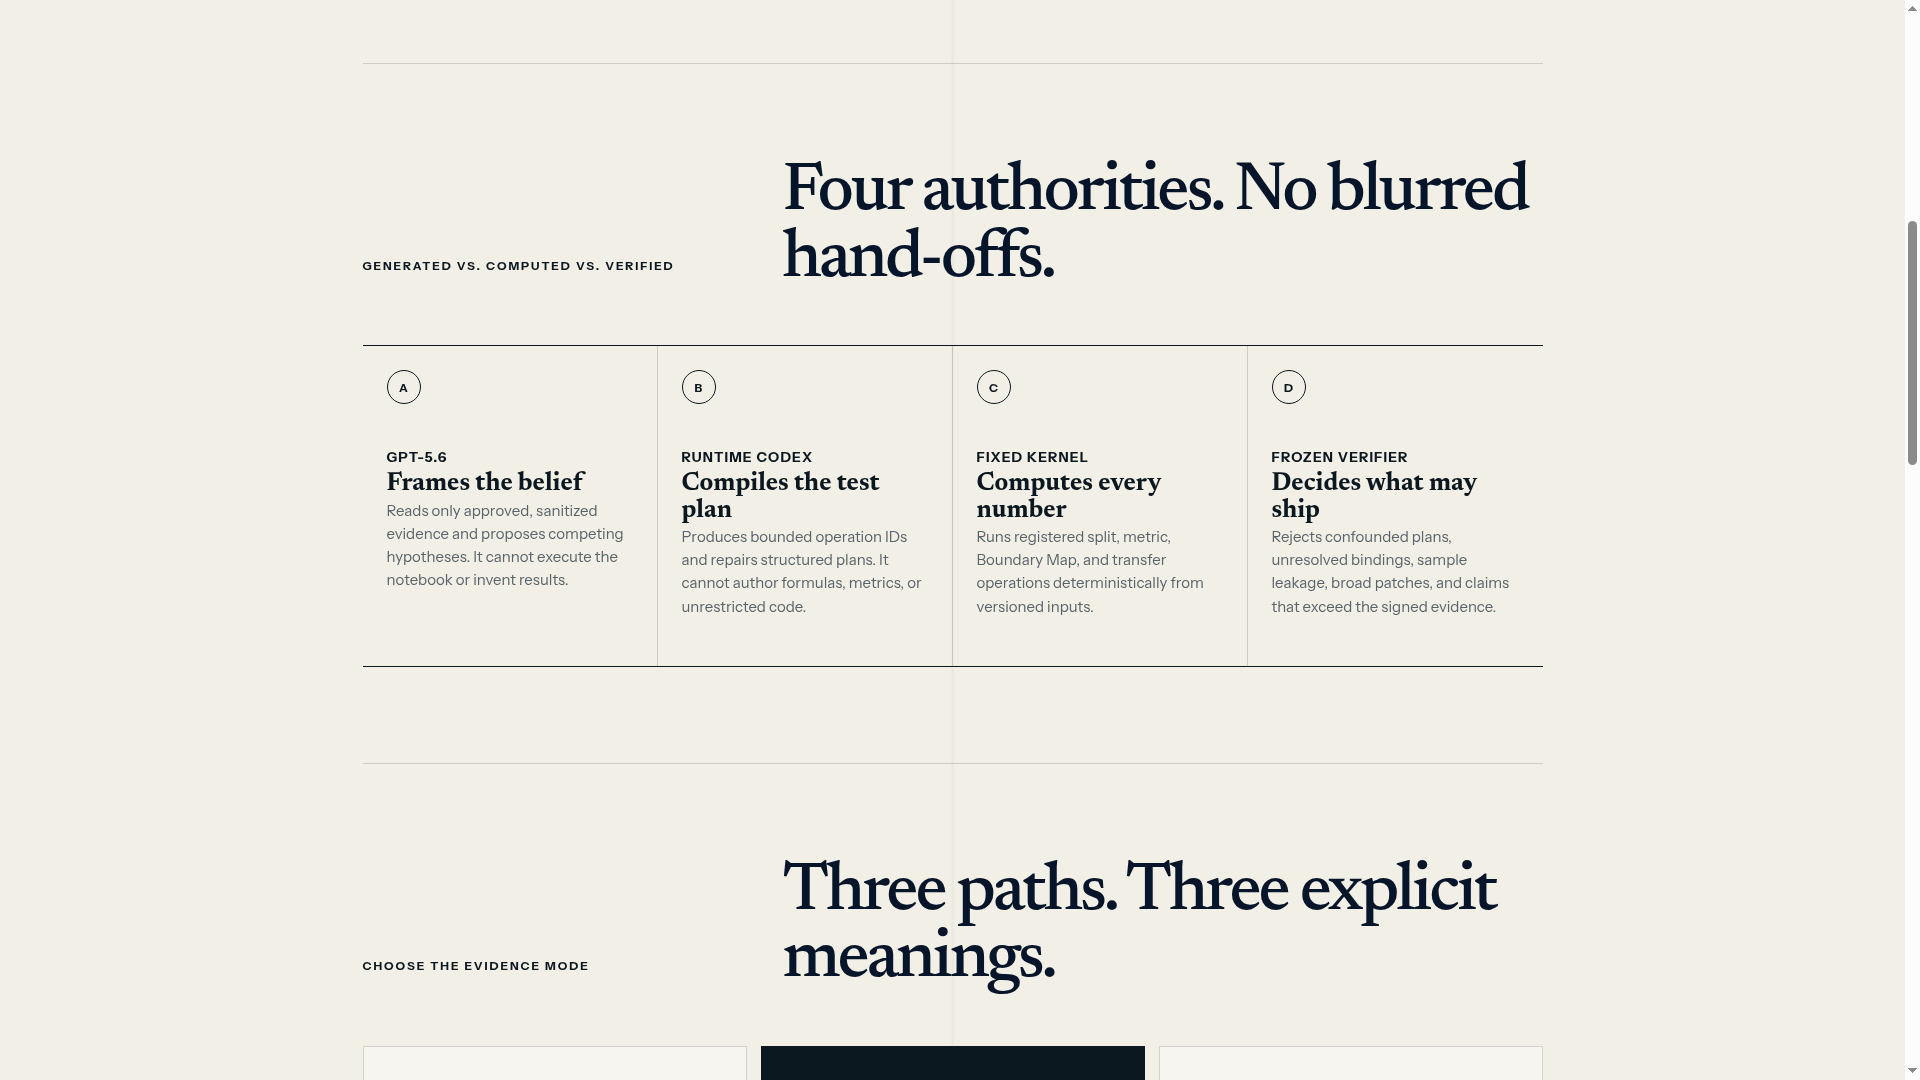 Four authorities. No blurred
hand-offs.
GENERATED VS. COMPUTED VS. VERIFIED
A
GPT-5.6
Frames the belief
Reads only approved, sanitized
evidence and proposes competing
hypotheses. It cannot execute the
notebook or invent results.
B
RUNTIME CODEX
Compiles the test
plan
Produces bounded operation IDs
and repairs structured plans. It
cannot author formulas, metrics, or
unrestricted code.
C
FIXED KERNEL
Computes every
number
Runs registered split, metric,
Boundary Map, and transfer
operations deterministically from
versioned inputs.
D
FROZEN VERIFIER
Decides what may
ship
Rejects confounded plans,
unresolved bindings, sample
leakage, broad patches, and claims
that exceed the signed evidence.
Three paths. Three explicit
meanings.
CHOOSE THE EVIDENCE MODE